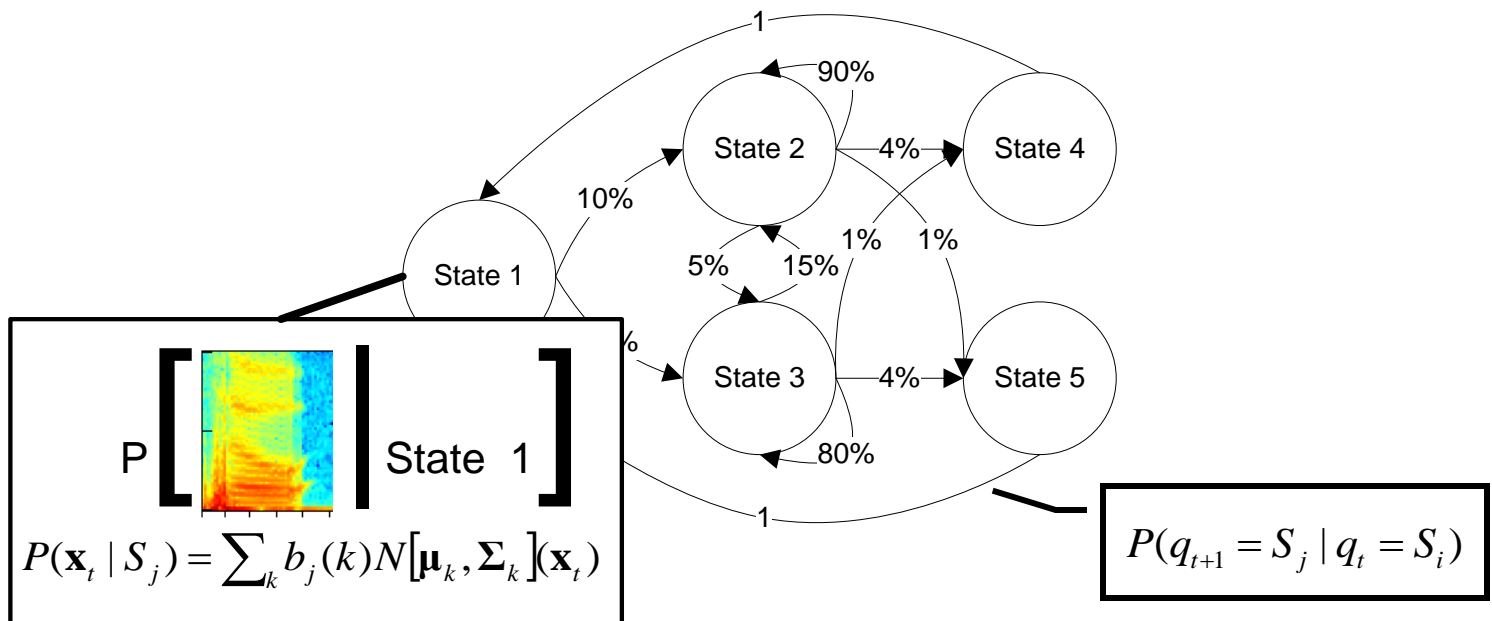 1
90%
State 2
4%
State 4
10%
1%
1%
5%
15%
State 1
%
State 3
4%
State 5
80%
P [ | State 1 ]
1
P(x_t | S_j) = ∑_k b_j(k) N[μ_k, Σ_k](x_t)
P(q_{t+1} = S_j | q_t = S_i)